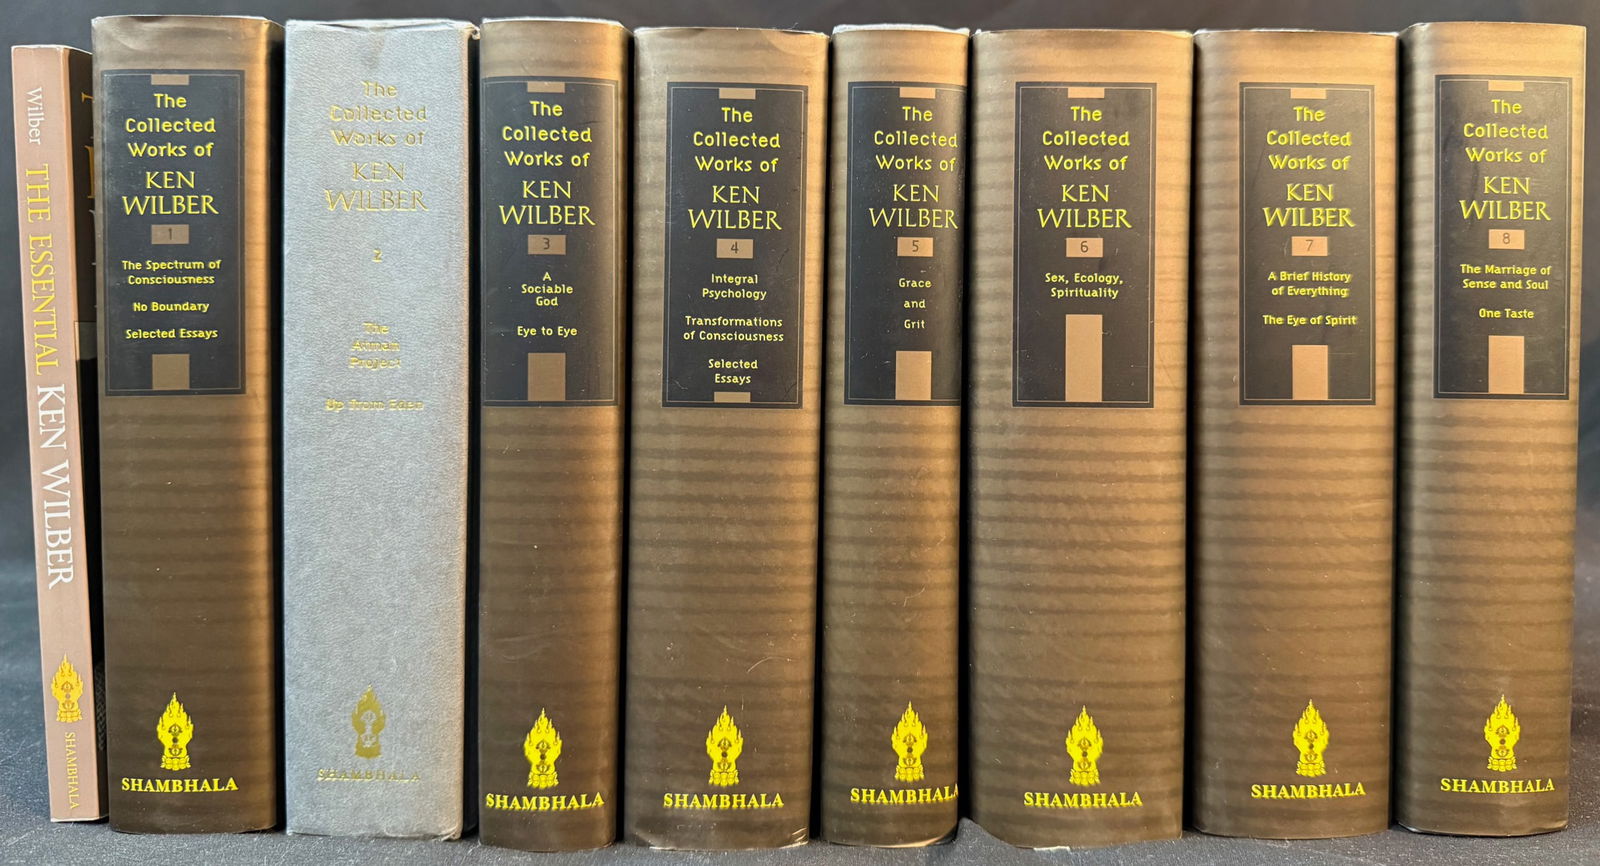 Wilber THE ESSENTIAL KEN WILBER SHAMBHALA
The
Collected
Works of
KEN
WILBER
1
The Spectrum of
Consciousness
No Boundary
Selected Essays
SHAMBHALA
The
Collected
Works of
KEN
WILBER
2
The
Atman
Project
Up from Eden
SHAMBHALA
The
Collected
Works of
KEN
WILBER
3
A
Sociable
God
Eye to Eye
SHAMBHALA
The
Collected
Works of
KEN
WILBER
4
Integral
Psychology
Transformations
of Consciousness
Selected
Essays
SHAMBHALA
The
Collected
Works of
KEN
WILBER
5
Grace
and
Grit
SHAMBHALA
The
Collected
Works of
KEN
WILBER
6
Sex, Ecology,
Spirituality
SHAMBHALA
The
Collected
Works of
KEN
WILBER
7
A Brief History
of Everything
The Eye of Spirit
SHAMBHALA
The
Collected
Works of
KEN
WILBER
8
The Marriage of
Sense and Soul
One Taste
SHAMBHALA